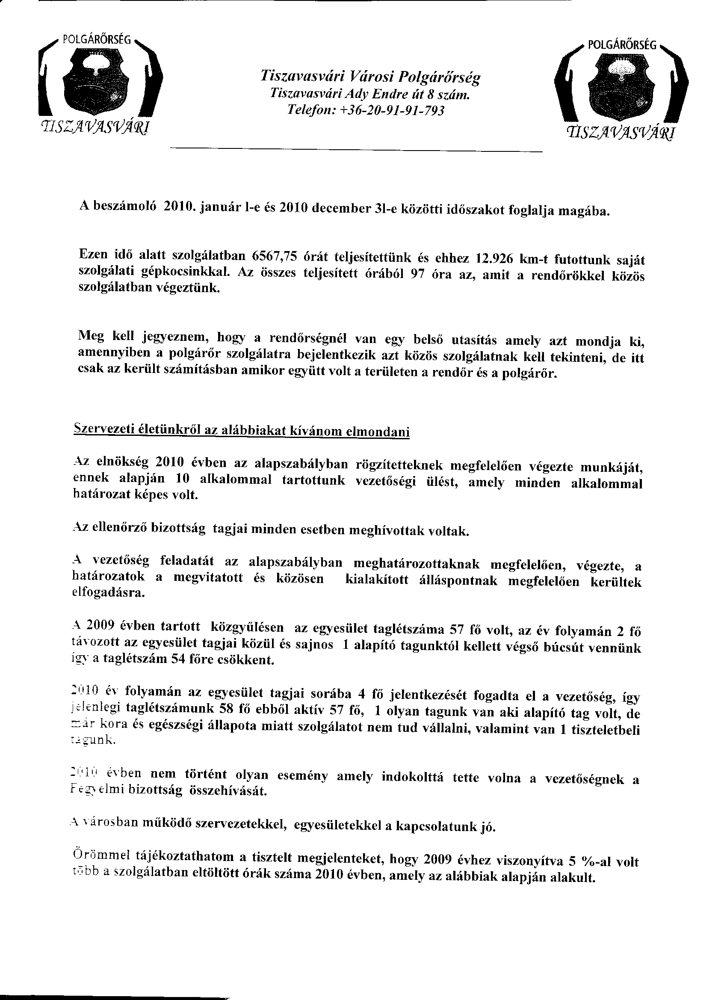 POLGÁRŐRSÉG
TISZAVASVÁRI
Tiszavasvári Városi Polgárőrség
Tiszavasvári Ady Endre út 8 szám.
Telefon: +36-20-91-91-793
POLGÁRŐRSÉG
TISZAVASVÁRI
A beszámoló 2010. január l-e és 2010 december 3l-e közötti időszakot foglalja magába.
Ezen idő alatt szolgálatban 6567,75 órát teljesítettünk és ehhez 12.926 km-t futottunk saját
szolgálati gépkocsinkkal. Az összes teljesített órából 97 óra az, amit a rendőrökkel közös
szolgálatban végeztünk.
Meg kell jegyeznem, hogy a rendőrségnél van egy belső utasítás amely azt mondja ki,
amennyiben a polgárőr szolgálatra bejelentkezik azt közös szolgálatnak kell tekinteni, de itt
csak az került számításban amikor együtt volt a területen a rendőr és a polgárőr.
Szervezeti életünkről az alábbiakat kívánom elmondani
Az elnökség 2010 évben az alapszabályban rögzítetteknek megfelelően végezte munkáját,
ennek alapján 10 alkalommal tartottunk vezetőségi ülést, amely minden alkalommal
határozat képes volt.
Az ellenőrző bizottság tagjai minden esetben meghívottak voltak.
A vezetőség feladatát az alapszabályban meghatározottaknak megfelelően, végezte, a
határozatok a megvitatott és közösen kialakított álláspontnak megfelelően kerültek
elfogadásra.
A 2009 évben tartott közgyűlésen az egyesület taglétszáma 57 fő volt, az év folyamán 2 fő
távozott az egyesület tagjai közül és sajnos 1 alapító tagunktól kellett végső búcsút vennünk
így a taglétszám 54 főre csökkent.
2010 év folyamán az egyesület tagjai sorába 4 fő jelentkezését fogadta el a vezetőség, így
jelenlegi taglétszámunk 58 fő ebből aktív 57 fő, 1 olyan tagunk van aki alapító tag volt, de
már kora és egészségi állapota miatt szolgálatot nem tud vállalni, valamint van 1 tiszteletbeli
tagunk.
2010 évben nem történt olyan esemény amely indokolttá tette volna a vezetőségnek a
Fegyelmi bizottság összehívását.
A városban működő szervezetekkel, egyesületekkel a kapcsolatunk jó.
Örömmel tájékoztathatom a tisztelt megjelenteket, hogy 2009 évhez viszonyítva 5 %-al volt
több a szolgálatban eltöltött órák száma 2010 évben, amely az alábbiak alapján alakult.